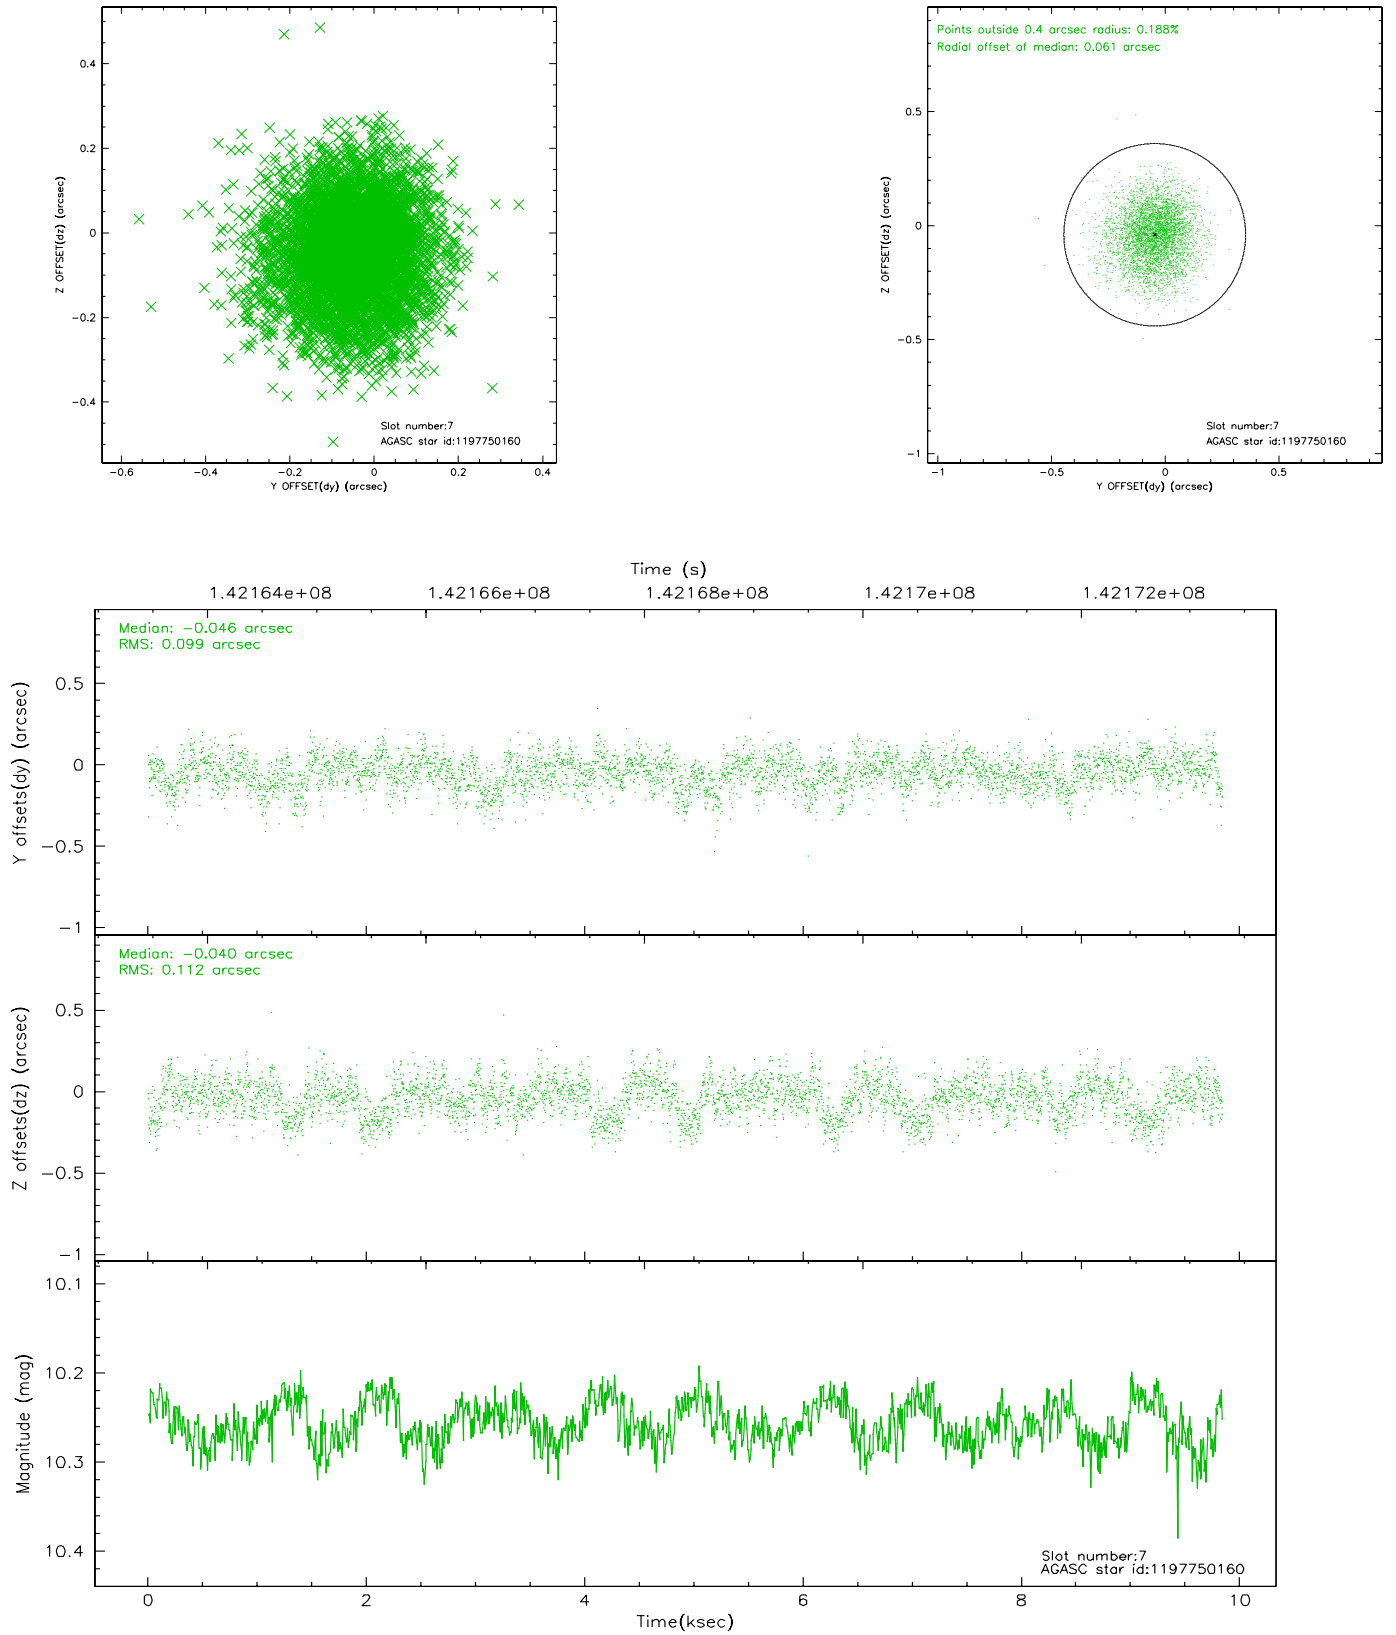 0.4
0.2
0
−0.2
−0.4
−0.6
−0.4
−0.2
0
0.2
0.4
Z OFFSET(dz) (arcsec)
Y OFFSET(dy) (arcsec)
Slot number:7
AGASC star id:1197750160
Points outside 0.4 arcsec radius: 0.188%
Radial offset of median: 0.061 arcsec
0.5
0
−0.5
−1
−1
−0.5
0
0.5
Z OFFSET(dz) (arcsec)
Y OFFSET(dy) (arcsec)
Slot number:7
AGASC star id:1197750160
Time (s)
1.42164e+08
1.42166e+08
1.42168e+08
1.4217e+08
1.42172e+08
Median: −0.046 arcsec
RMS: 0.099 arcsec
0.5
0
−0.5
−1
Y offsets(dy) (arcsec)
Median: −0.040 arcsec
RMS: 0.112 arcsec
0.5
0
−0.5
−1
Z offsets(dz) (arcsec)
10.1
10.2
10.3
10.4
Magnitude (mag)
Slot number:7
AGASC star id:1197750160
0
2
4
6
8
10
Time(ksec)